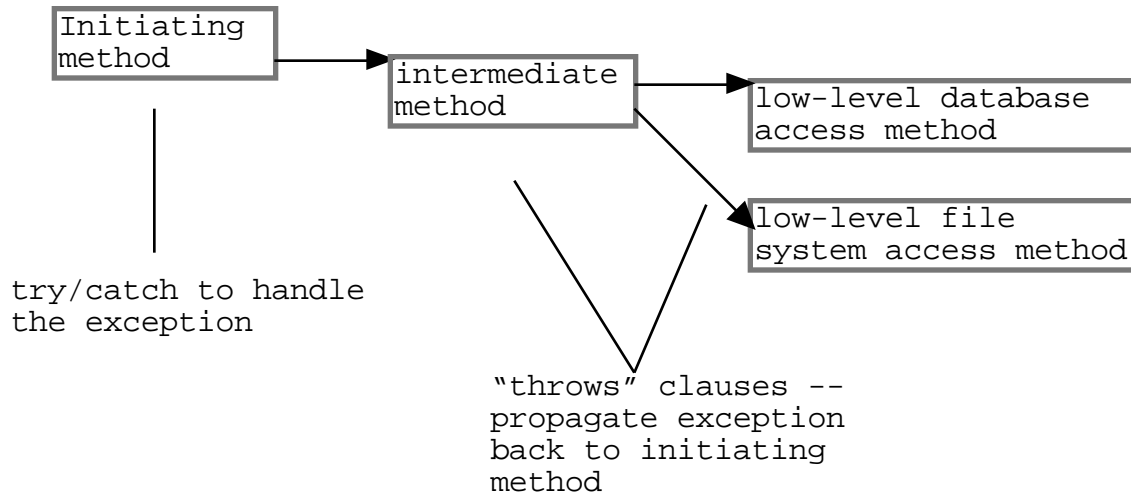 Initiating
method
intermediate
method
low-level database
access method
low-level file
system access method
try/catch to handle
the exception
“throws” clauses --
propagate exception
back to initiating
method